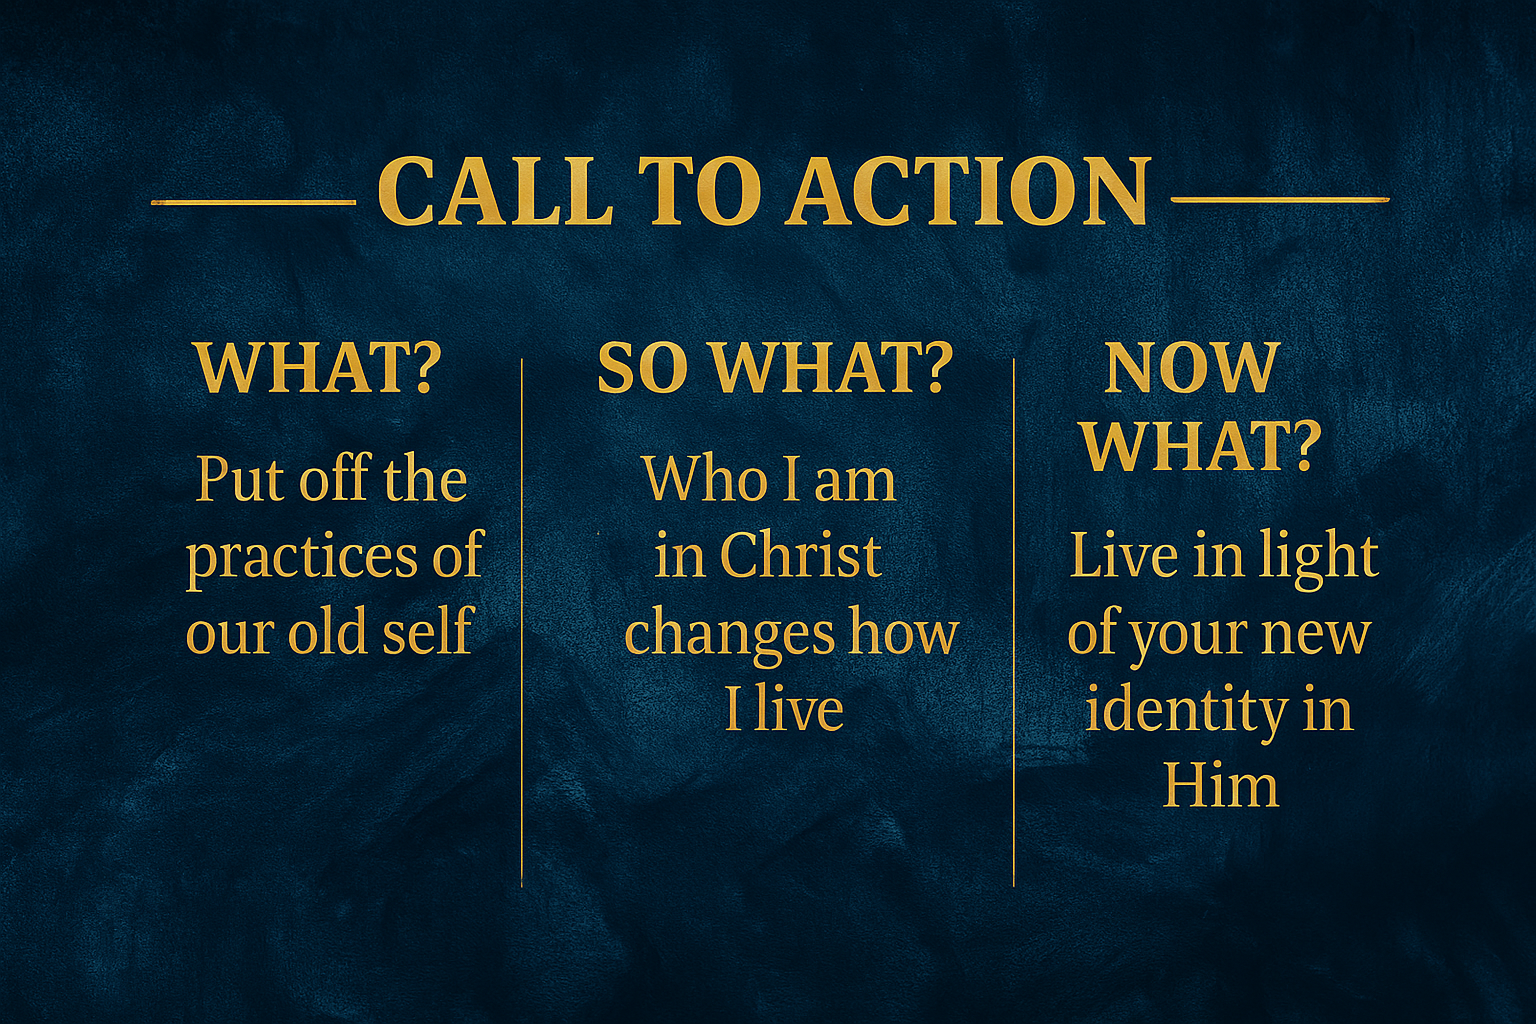 CALL TO ACTION
WHAT?
Put off the
practices of
our old self
SO WHAT?
Who I am
in Christ
changes how
I live
NOW
WHAT?
Live in light
of your new
identity in
Him